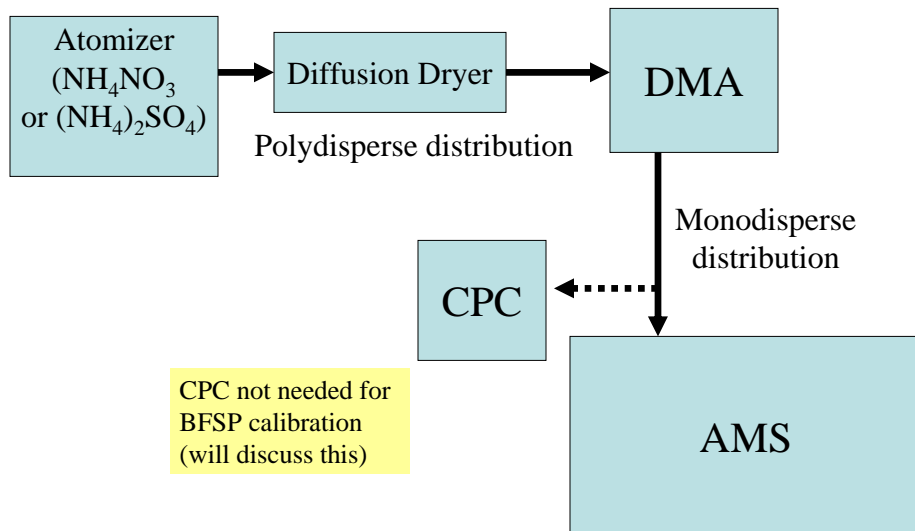 Atomizer
(NH₄NO₃
or (NH₄)₂SO₄)
Diffusion Dryer
DMA
Polydisperse distribution
Monodisperse
distribution
CPC
CPC not needed for
BFSP calibration
(will discuss this)
AMS